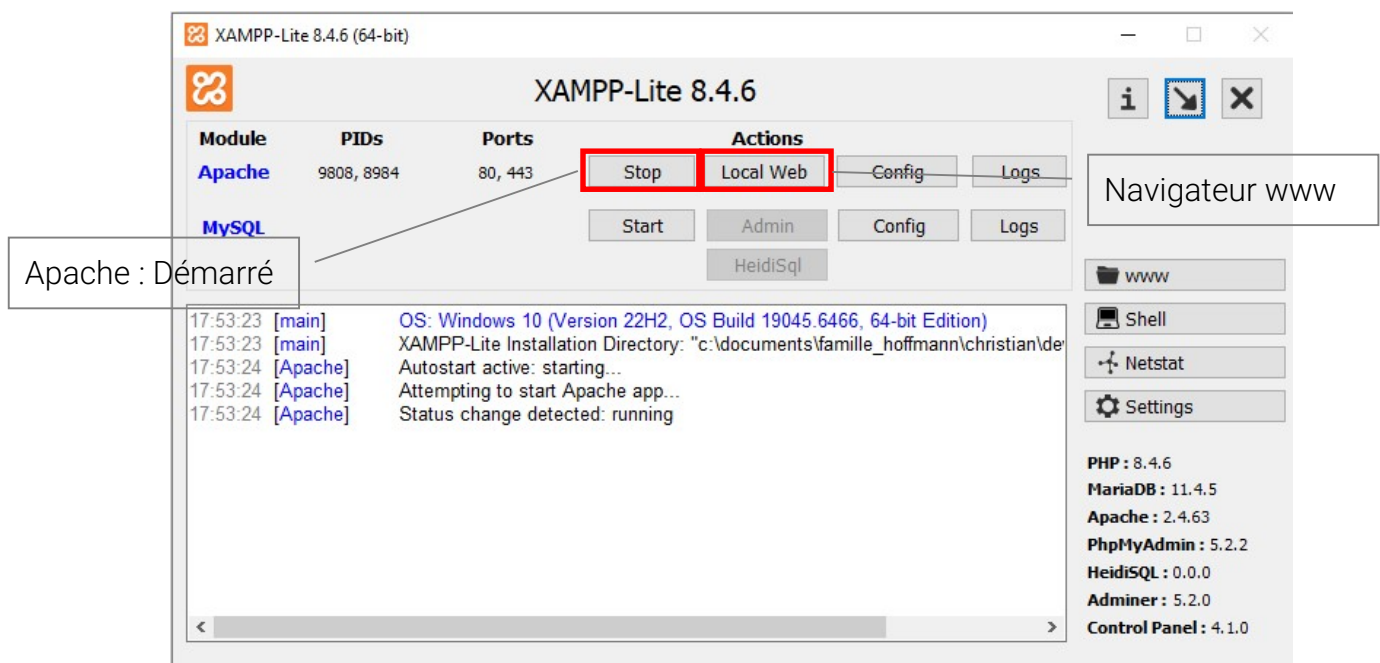 XAMPP-Lite 8.4.6 (64-bit)
XAMPP-Lite 8.4.6
Module PIDs Ports Actions
Apache 9808, 8984 80, 443 Stop Local Web Config Logs
Navigateur www
MySQL Start Admin Config Logs
HeidiSql
Apache : Démarré
www
Shell
Netstat
Settings
17:53:23 [main] OS: Windows 10 (Version 22H2, OS Build 19045.6466, 64-bit Edition)
17:53:23 [main] XAMPP-Lite Installation Directory: "c:\documents\famille_hoffmann\christian\de
17:53:24 [Apache] Autostart active: starting...
17:53:24 [Apache] Attempting to start Apache app...
17:53:24 [Apache] Status change detected: running
PHP : 8.4.6
MariaDB : 11.4.5
Apache : 2.4.63
PhpMyAdmin : 5.2.2
HeidiSQL : 0.0.0
Adminer : 5.2.0
Control Panel : 4.1.0